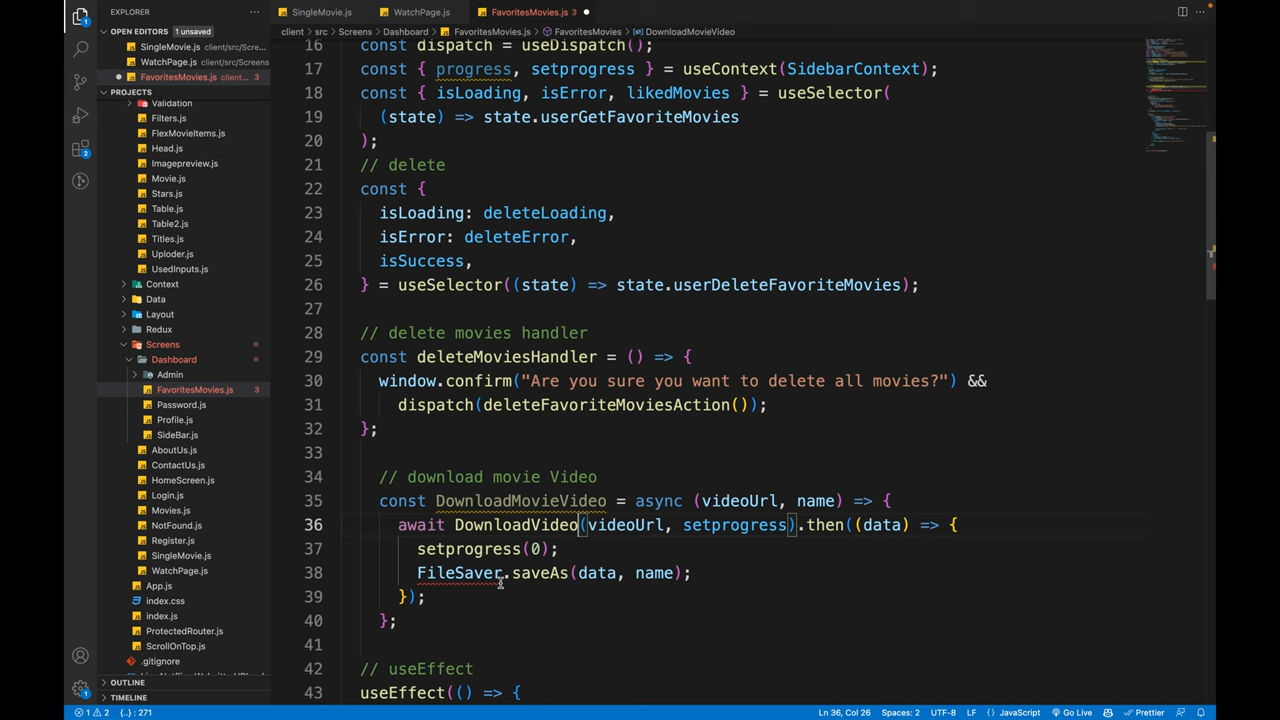 EXPLORER
OPEN EDITORS 1 unsaved
SingleMovie.js client/src/Scree...
WatchPage.js client/src/Scree...
FavoritesMovies.js client... 3
PROJECTS
Validation
Filters.js
FlexMovieItems.js
Head.js
Imagepreview.js
Movie.js
Stars.js
Table.js
Table2.js
Titles.js
Uploder.js
UsedInputs.js
Context
Data
Layout
Redux
Screens
Dashboard
Admin
FavoritesMovies.js 3
Password.js
Profile.js
SideBar.js
AboutUs.js
ContactUs.js
HomeScreen.js
Login.js
Movies.js
NotFound.js
Register.js
SingleMovie.js
WatchPage.js
App.js
index.css
index.js
ProtectedRouter.js
ScrollOnTop.js
.gitignore
OUTLINE
TIMELINE
SingleMovie.js WatchPage.js FavoritesMovies.js 3
client > src > Screens > Dashboard > FavoritesMovies.js > FavoritesMovies > DownloadMovieVideo
16 const dispatch = useDispatch();
17 const { progress, setprogress } = useContext(SidebarContext);
18 const { isLoading, isError, likedMovies } = useSelector(
19 (state) => state.userGetFavoriteMovies
20 );
21 // delete
22 const {
23 isLoading: deleteLoading,
24 isError: deleteError,
25 isSuccess,
26 } = useSelector((state) => state.userDeleteFavoriteMovies);
27
28 // delete movies handler
29 const deleteMoviesHandler = () => {
30 window.confirm("Are you sure you want to delete all movies?") &&
31 dispatch(deleteFavoriteMoviesAction());
32 };
33
34 // download movie Video
35 const DownloadMovieVideo = async (videoUrl, name) => {
36 await DownloadVideo(videoUrl, setprogress).then((data) => {
37 setprogress(0);
38 FileSaver.saveAs(data, name);
39 });
40 };
41
42 // useEffect
43 useEffect(() => {
1 2 {..}: 271 Ln 36, Col 26 Spaces: 2 UTF-8 LF {} JavaScript Go Live Prettier